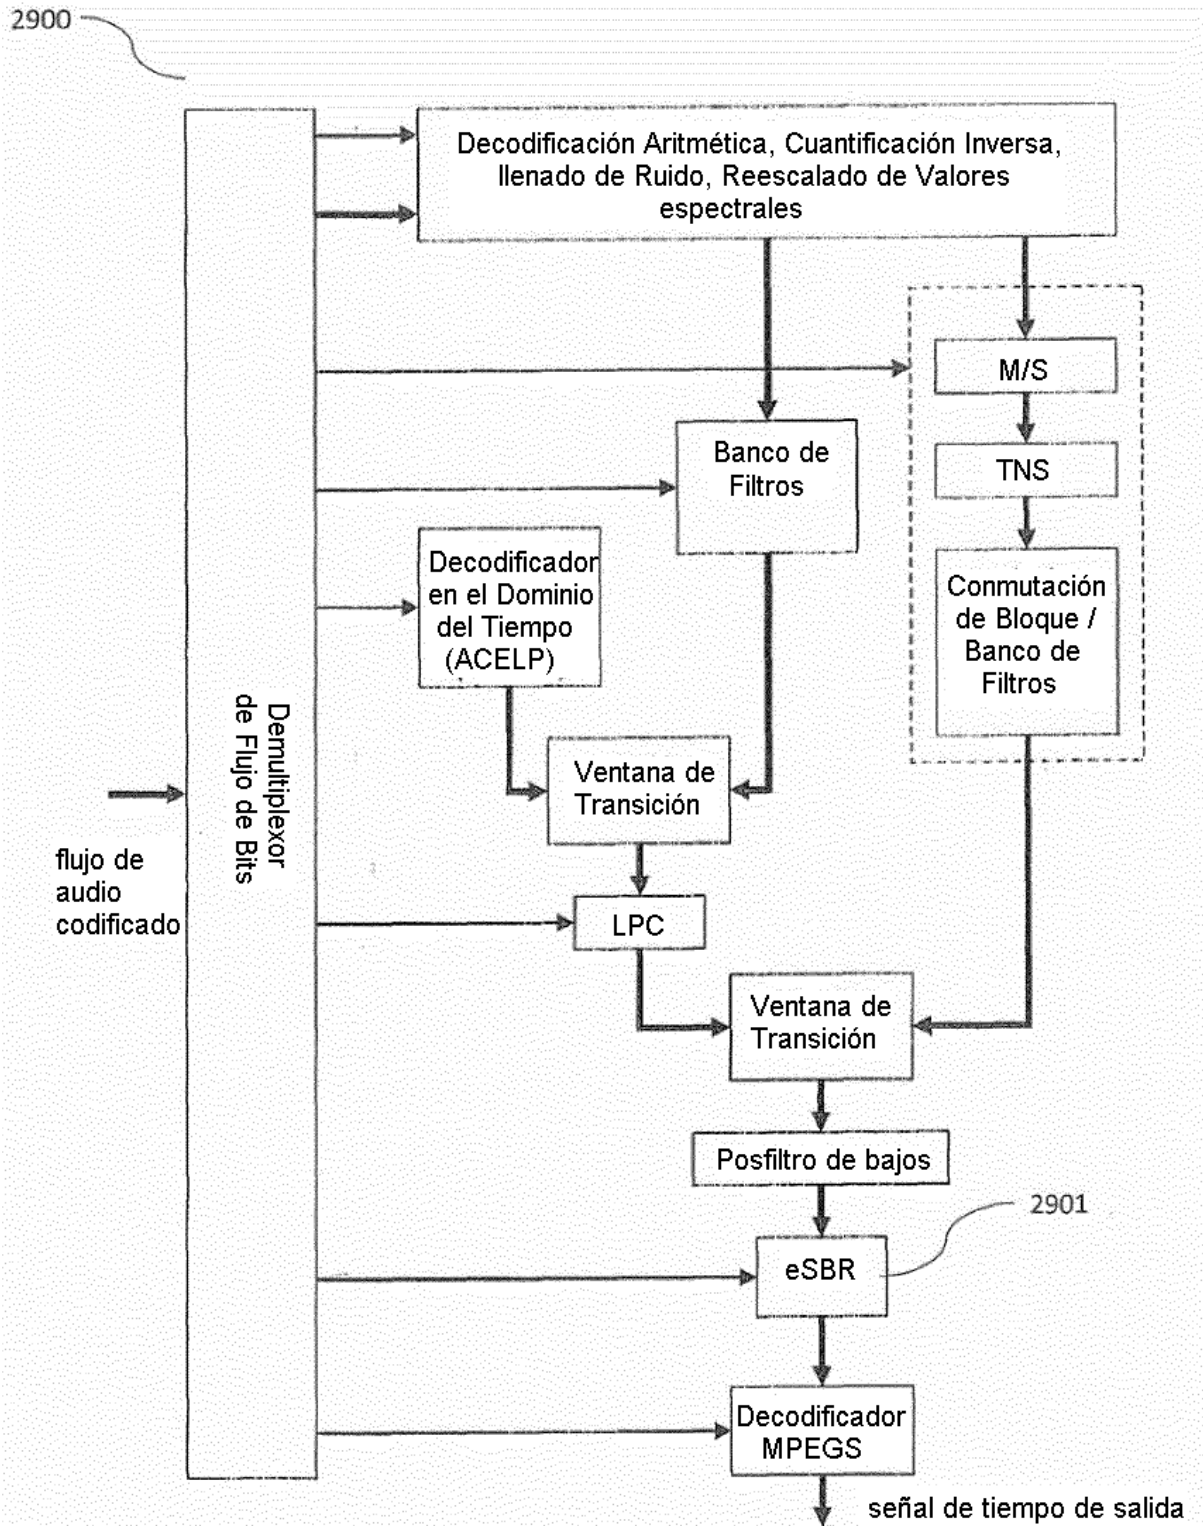 2900
Decodificación Aritmética, Cuantificación Inversa,
llenado de Ruido, Reescalado de Valores
espectrales
M/S
Banco de
Filtros
TNS
Decodificador
en el Dominio
del Tiempo
(ACELP)
Conmutación
de Bloque /
Banco de
Filtros
Demultiplexor
de Flujo de Bits
Ventana de
Transición
flujo de
audio
codificado
LPC
Ventana de
Transición
Posfiltro de bajos
2901
eSBR
Decodificador
MPEGS
señal de tiempo de salida